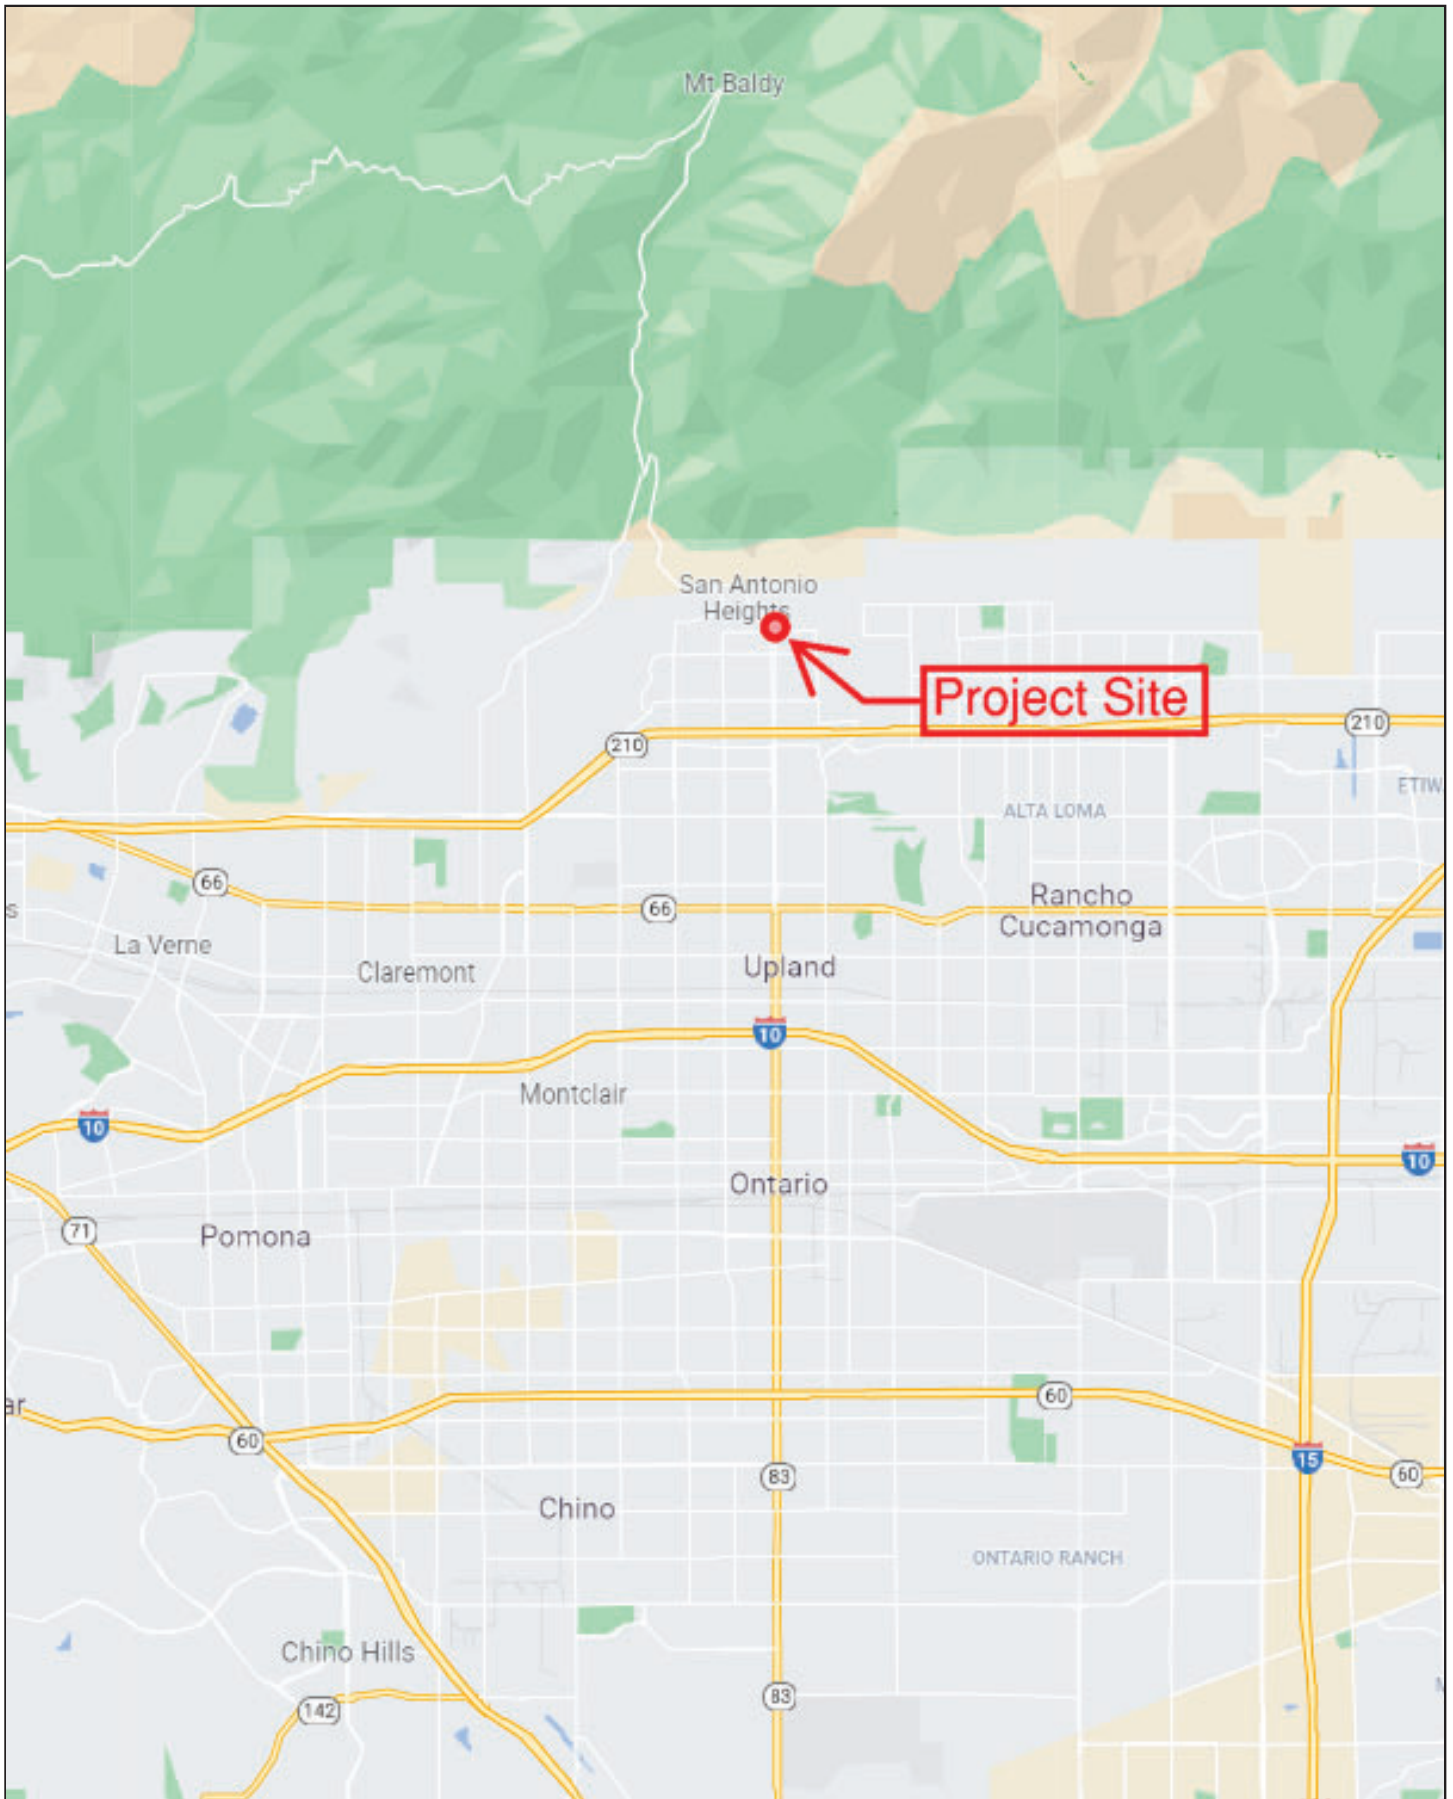 Mt Baldy
San Antonio
Heights
Project Site
210
210
ETIW
ALTA LOMA
66
66
Rancho
Cucamonga
s
La Verne
Claremont
Upland
10
Montclair
10
10
Ontario
71
Pomona
60
ar
60
15
60
83
Chino
ONTARIO RANCH
Chino Hills
83
142